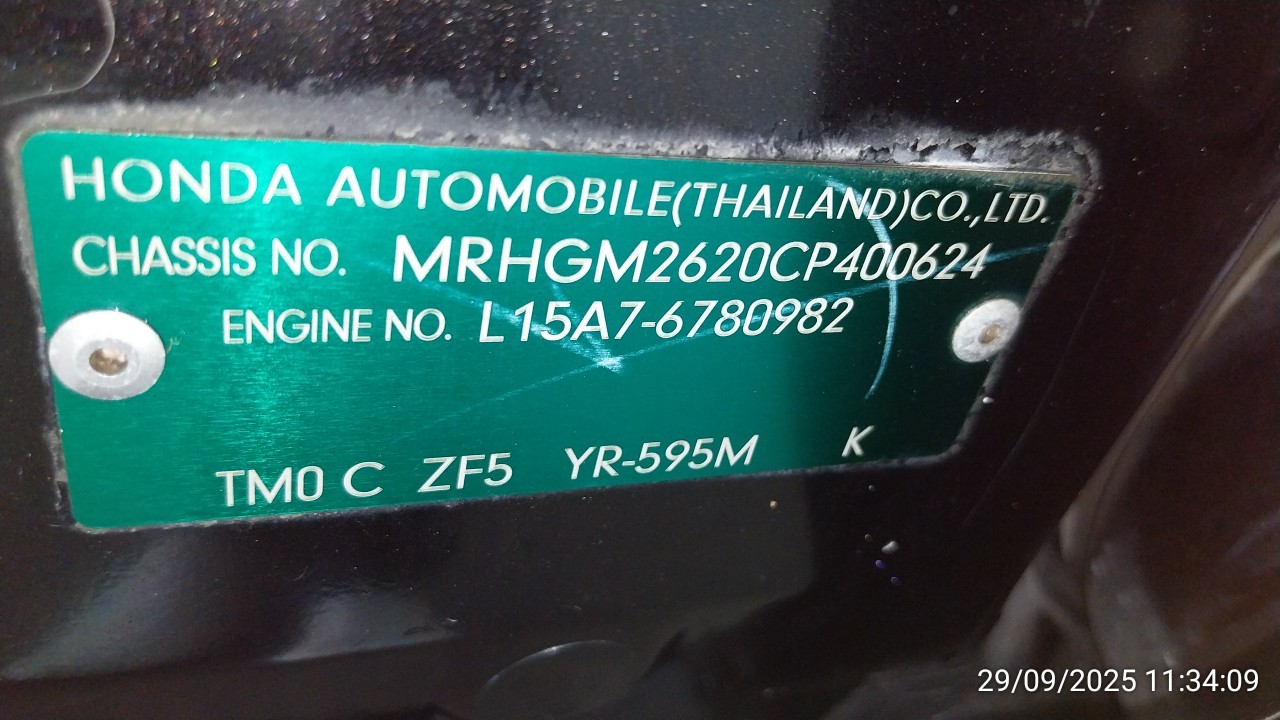 HONDA AUTOMOBILE(THAILAND)CO.,LTD.
CHASSIS NO. MRHGM2620CP400624
ENGINE NO. L15A7-6780982
TM0 C ZF5 YR-595M K
29/09/2025 11:34:09